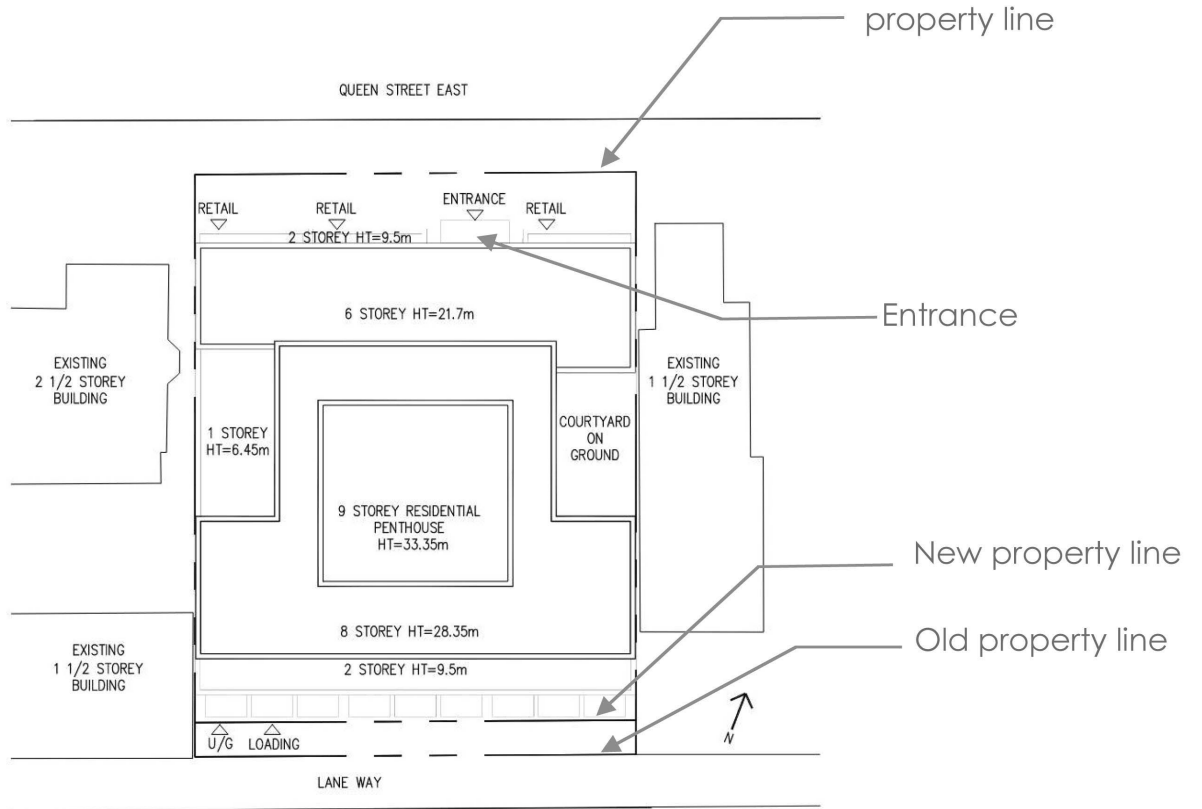 property line
QUEEN STREET EAST
RETAIL
RETAIL
ENTRANCE
RETAIL
2 STOREY HT=9.5m
6 STOREY HT=21.7m
Entrance
EXISTING
2 1/2 STOREY
BUILDING
EXISTING
1 1/2 STOREY
BUILDING
1 STOREY
HT=6.45m
COURTYARD
ON
GROUND
9 STOREY RESIDENTIAL
PENTHOUSE
HT=33.35m
New property line
8 STOREY HT=28.35m
Old property line
EXISTING
1 1/2 STOREY
BUILDING
2 STOREY HT=9.5m
U/G
LOADING
N
LANE WAY